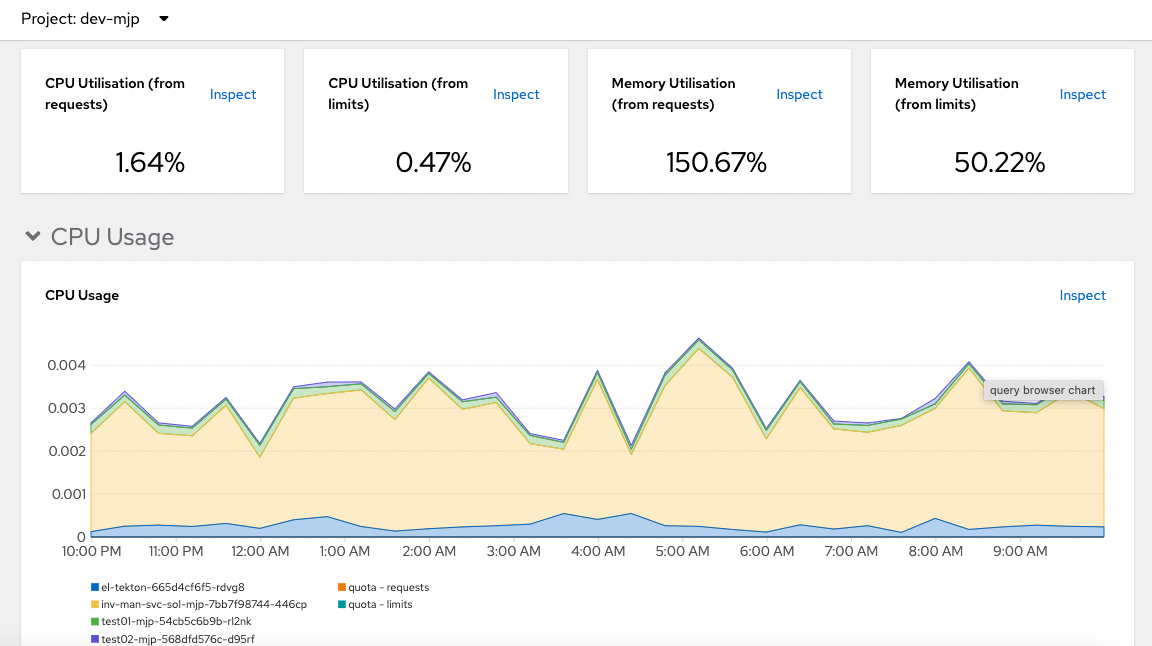 Project: dev-mjp
CPU Utilisation (from requests)
Inspect
1.64%
CPU Utilisation (from limits)
Inspect
0.47%
Memory Utilisation (from requests)
Inspect
150.67%
Memory Utilisation (from limits)
Inspect
50.22%
CPU Usage
CPU Usage
Inspect
0.004
0.003
0.002
0.001
0
query browser chart
10:00 PM 11:00 PM 12:00 AM 1:00 AM 2:00 AM 3:00 AM 4:00 AM 5:00 AM 6:00 AM 7:00 AM 8:00 AM 9:00 AM
el-tekton-665d4cf6f5-rdvg8
inv-man-svc-sol-mjp-7bb7f98744-446cp
test01-mjp-54cb5c6b9b-rl2nk
test02-mjp-568dfd576c-d95rf
quota - requests
quota - limits